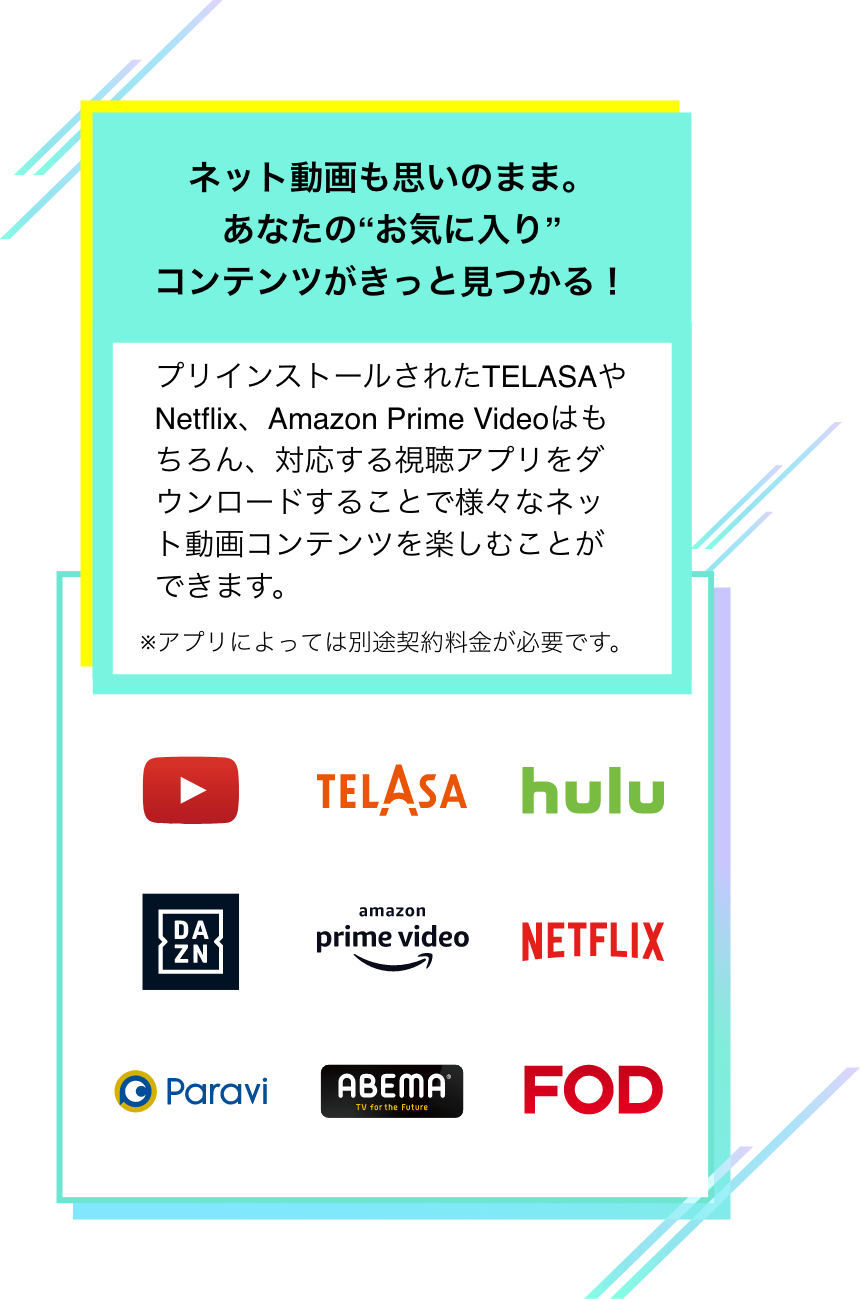 ネット動画も思いのまま。
あなたの“お気に入り”
コンテンツがきっと見つかる！
プリインストールされたTELASAや
Netflix、Amazon Prime Videoはも
ちろん、対応する視聴アプリをダ
ウンロードすることで様々なネッ
ト動画コンテンツを楽しむことが
できます。
※アプリによっては別途契約料金が必要です。
TELASA
hulu
DA
ZN
amazon
prime video
NETFLIX
Paravi
ABEMA®
TV for the Future
FOD